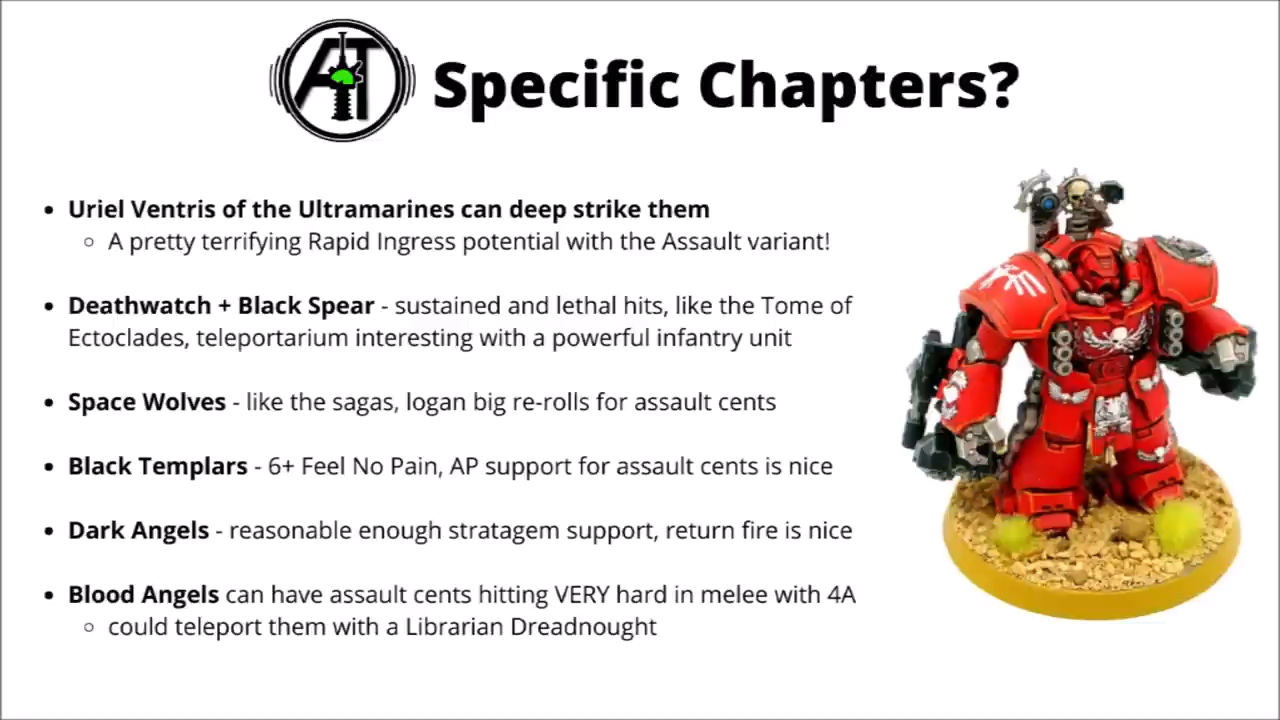 AT
Specific Chapters?
• Uriel Ventris of the Ultramarines can deep strike them
◦ A pretty terrifying Rapid Ingress potential with the Assault variant!
• Deathwatch + Black Spear - sustained and lethal hits, like the Tome of
Ectoclades, teleportarium interesting with a powerful infantry unit
• Space Wolves - like the sagas, logan big re-rolls for assault cents
• Black Templars - 6+ Feel No Pain, AP support for assault cents is nice
• Dark Angels - reasonable enough stratagem support, return fire is nice
• Blood Angels can have assault cents hitting VERY hard in melee with 4A
◦ could teleport them with a Librarian Dreadnought